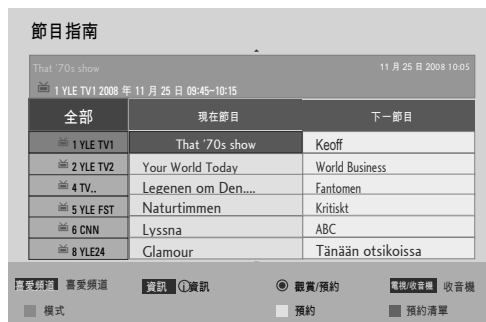 節目指南
That '70s show 11 月 25 日 2008 10:05
1 YLE TV1 2008 年 11 月 25 日 09:45~10:15
全部 現在節目 下一節目
1 YLE TV1 That '70s show Keoff
2 YLE TV2 Your World Today World Business
4 TV.. Legenen om Den.... Fantomen
5 YLE FST Naturtimmen Kritiskt
6 CNN Lyssna ABC
8 YLE24 Glamour Tänään otsikoissa
喜愛頻道 喜愛頻道 資訊 ⓘ資訊 ◉ 觀賞/預約 電視/收音機 收音機
模式 預約 預約清單